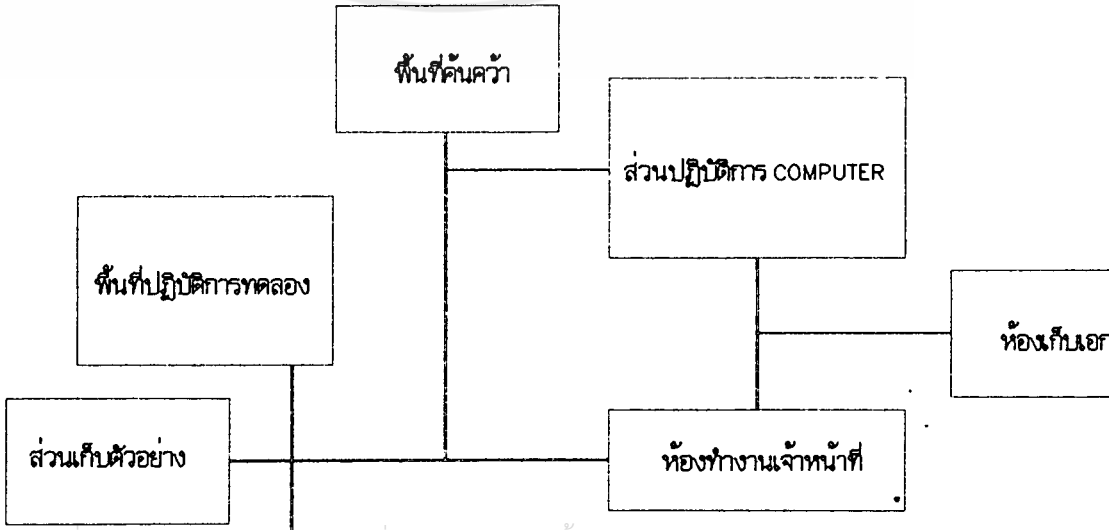 พื้นที่ค้นคว้า
ส่วนปฏิบัติการ COMPUTER
พื้นที่ปฏิบัติการทดลอง
ห้องเก็บเอก
ส่วนเก็บตัวอย่าง
ห้องทำงานเจ้าหน้าที่